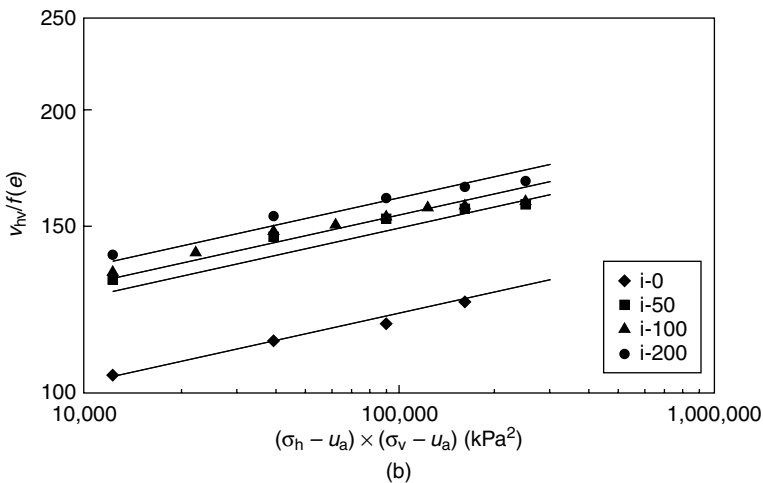 250
200
150
100
v_hv/f(e)
10,000 100,000 1,000,000
(σ_h – u_a) × (σ_v – u_a) (kPa²)
i-0
i-50
i-100
i-200
(b)